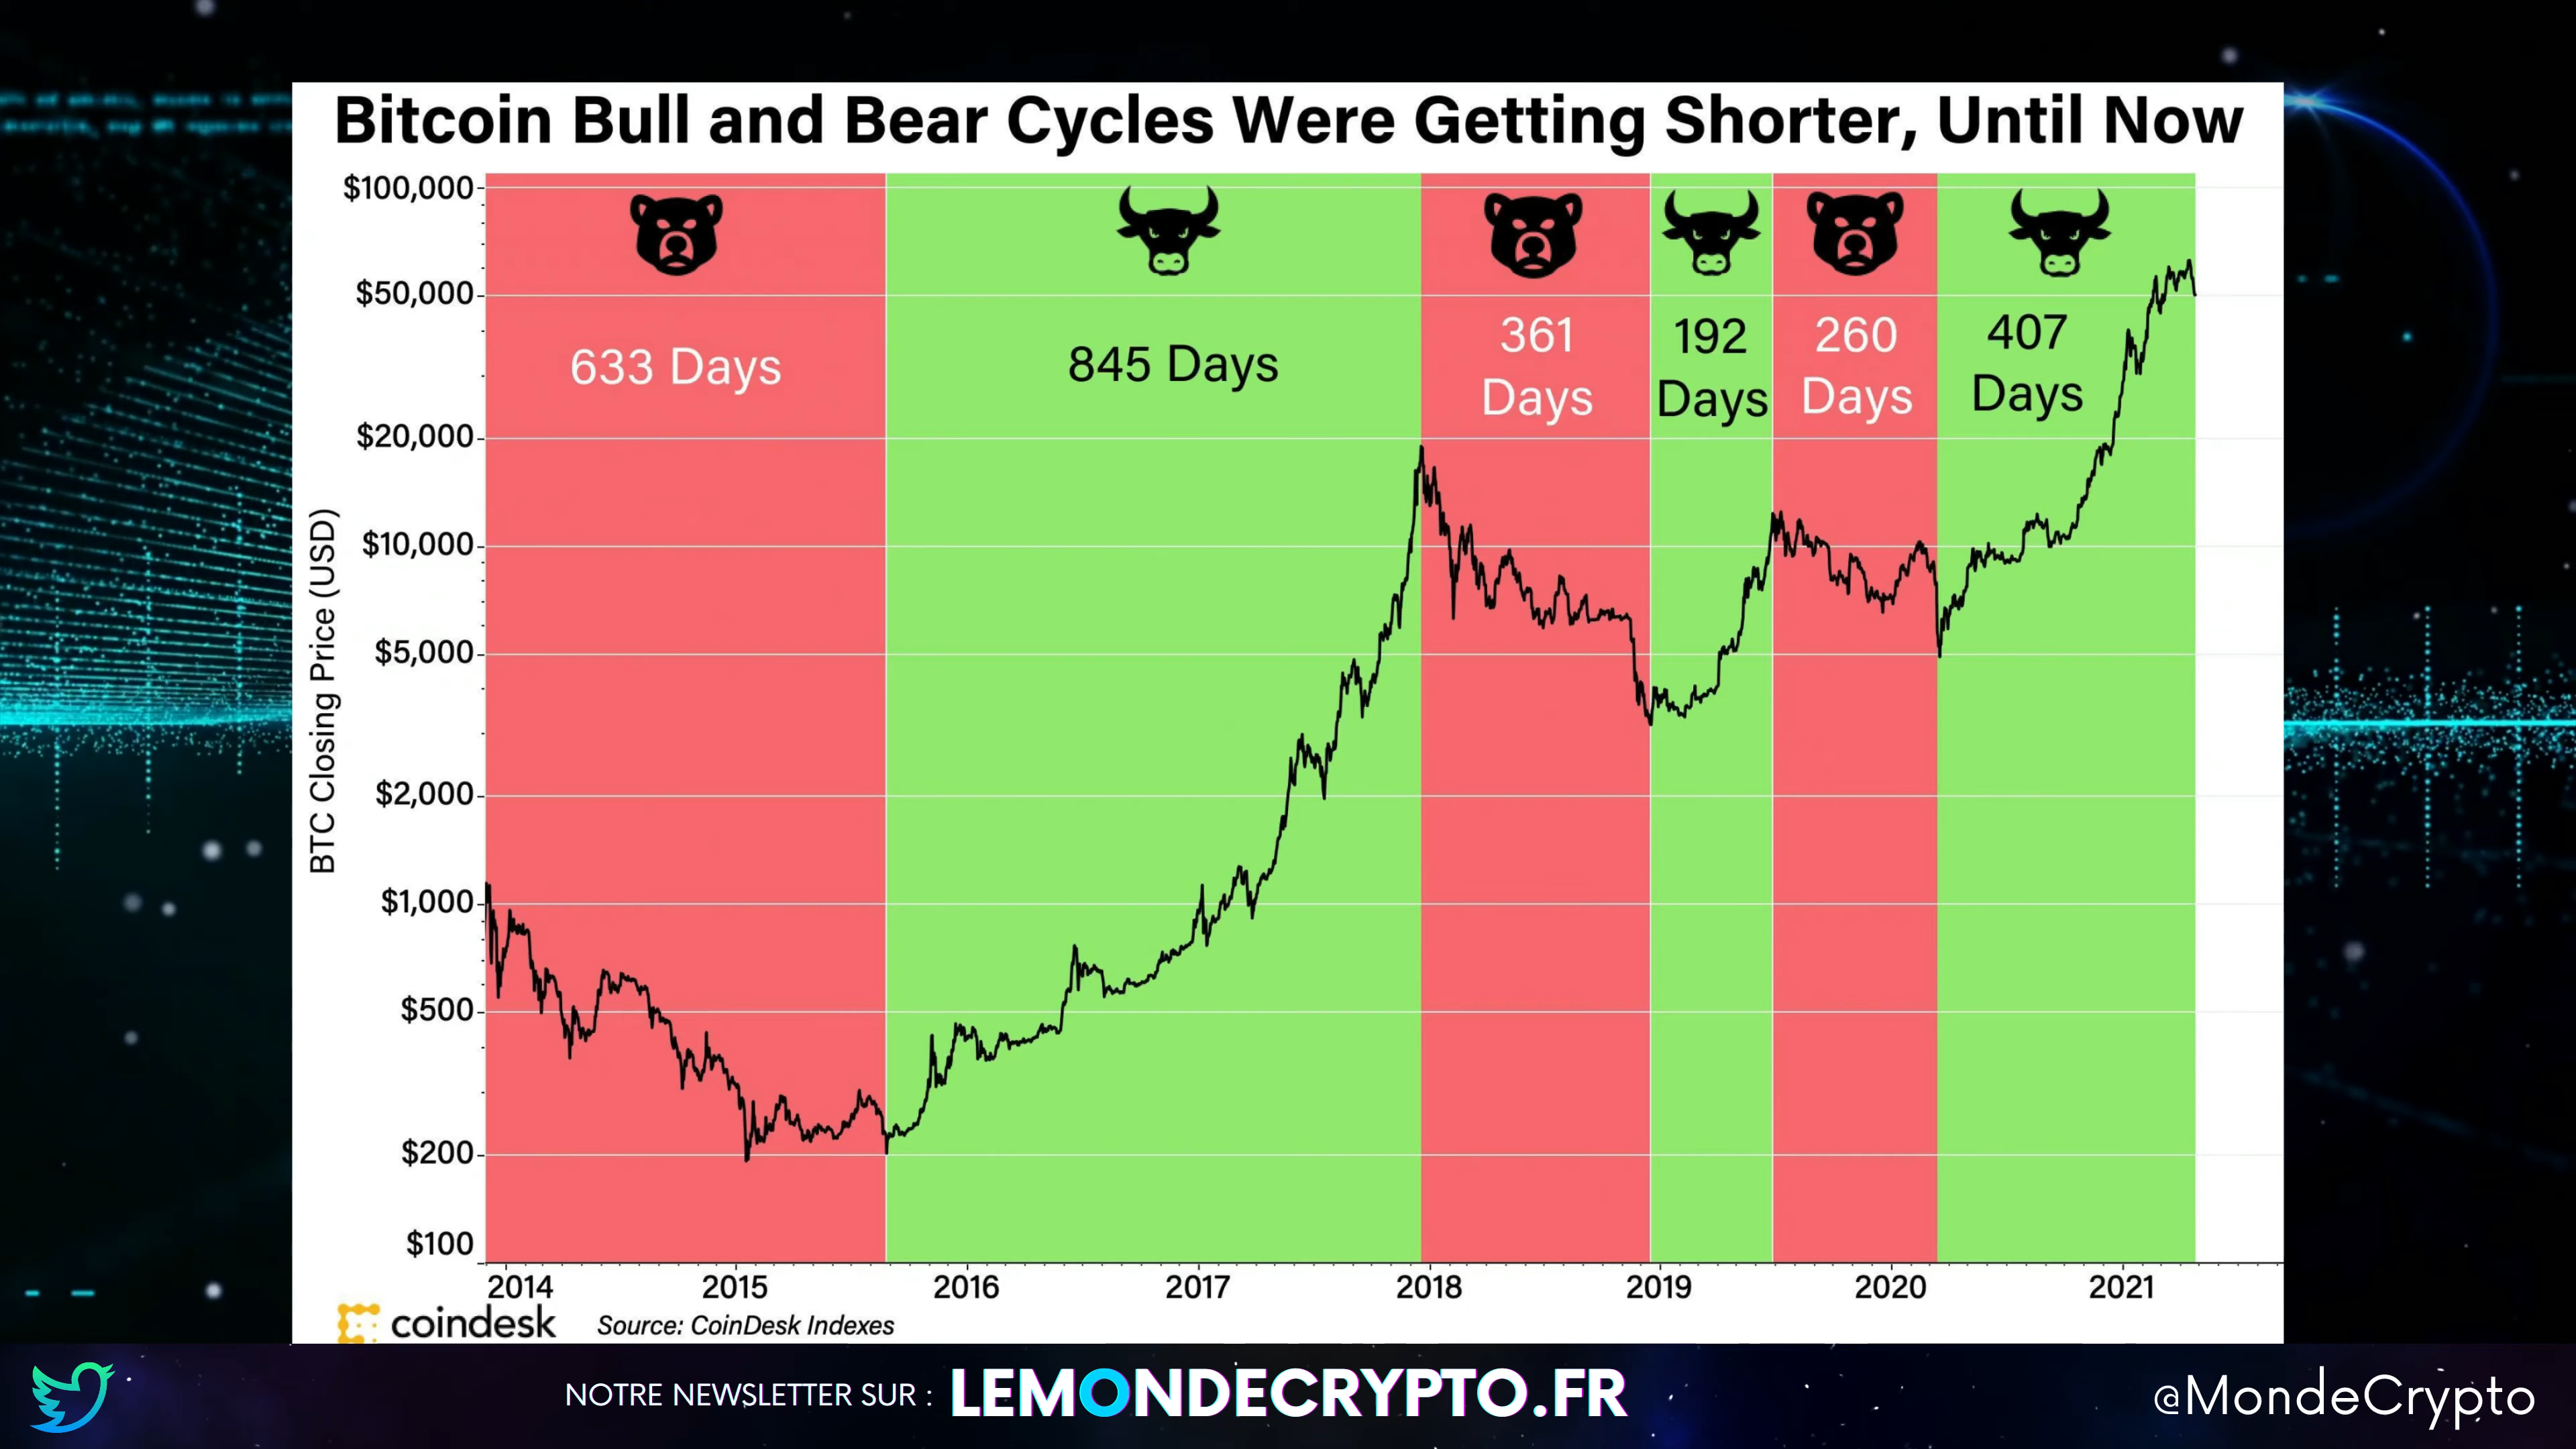 Bitcoin Bull and Bear Cycles Were Getting Shorter, Until Now
BTC Closing Price (USD)
$100,000
$50,000
$20,000
$10,000
$5,000
$2,000
$1,000
$500
$200
$100
633 Days
845 Days
361
Days
192
Days
260
Days
407
Days
2014
2015
2016
2017
2018
2019
2020
2021
coindesk
Source: CoinDesk Indexes
NOTRE NEWSLETTER SUR : LEMONDECRYPTO.FR
@MondeCrypto